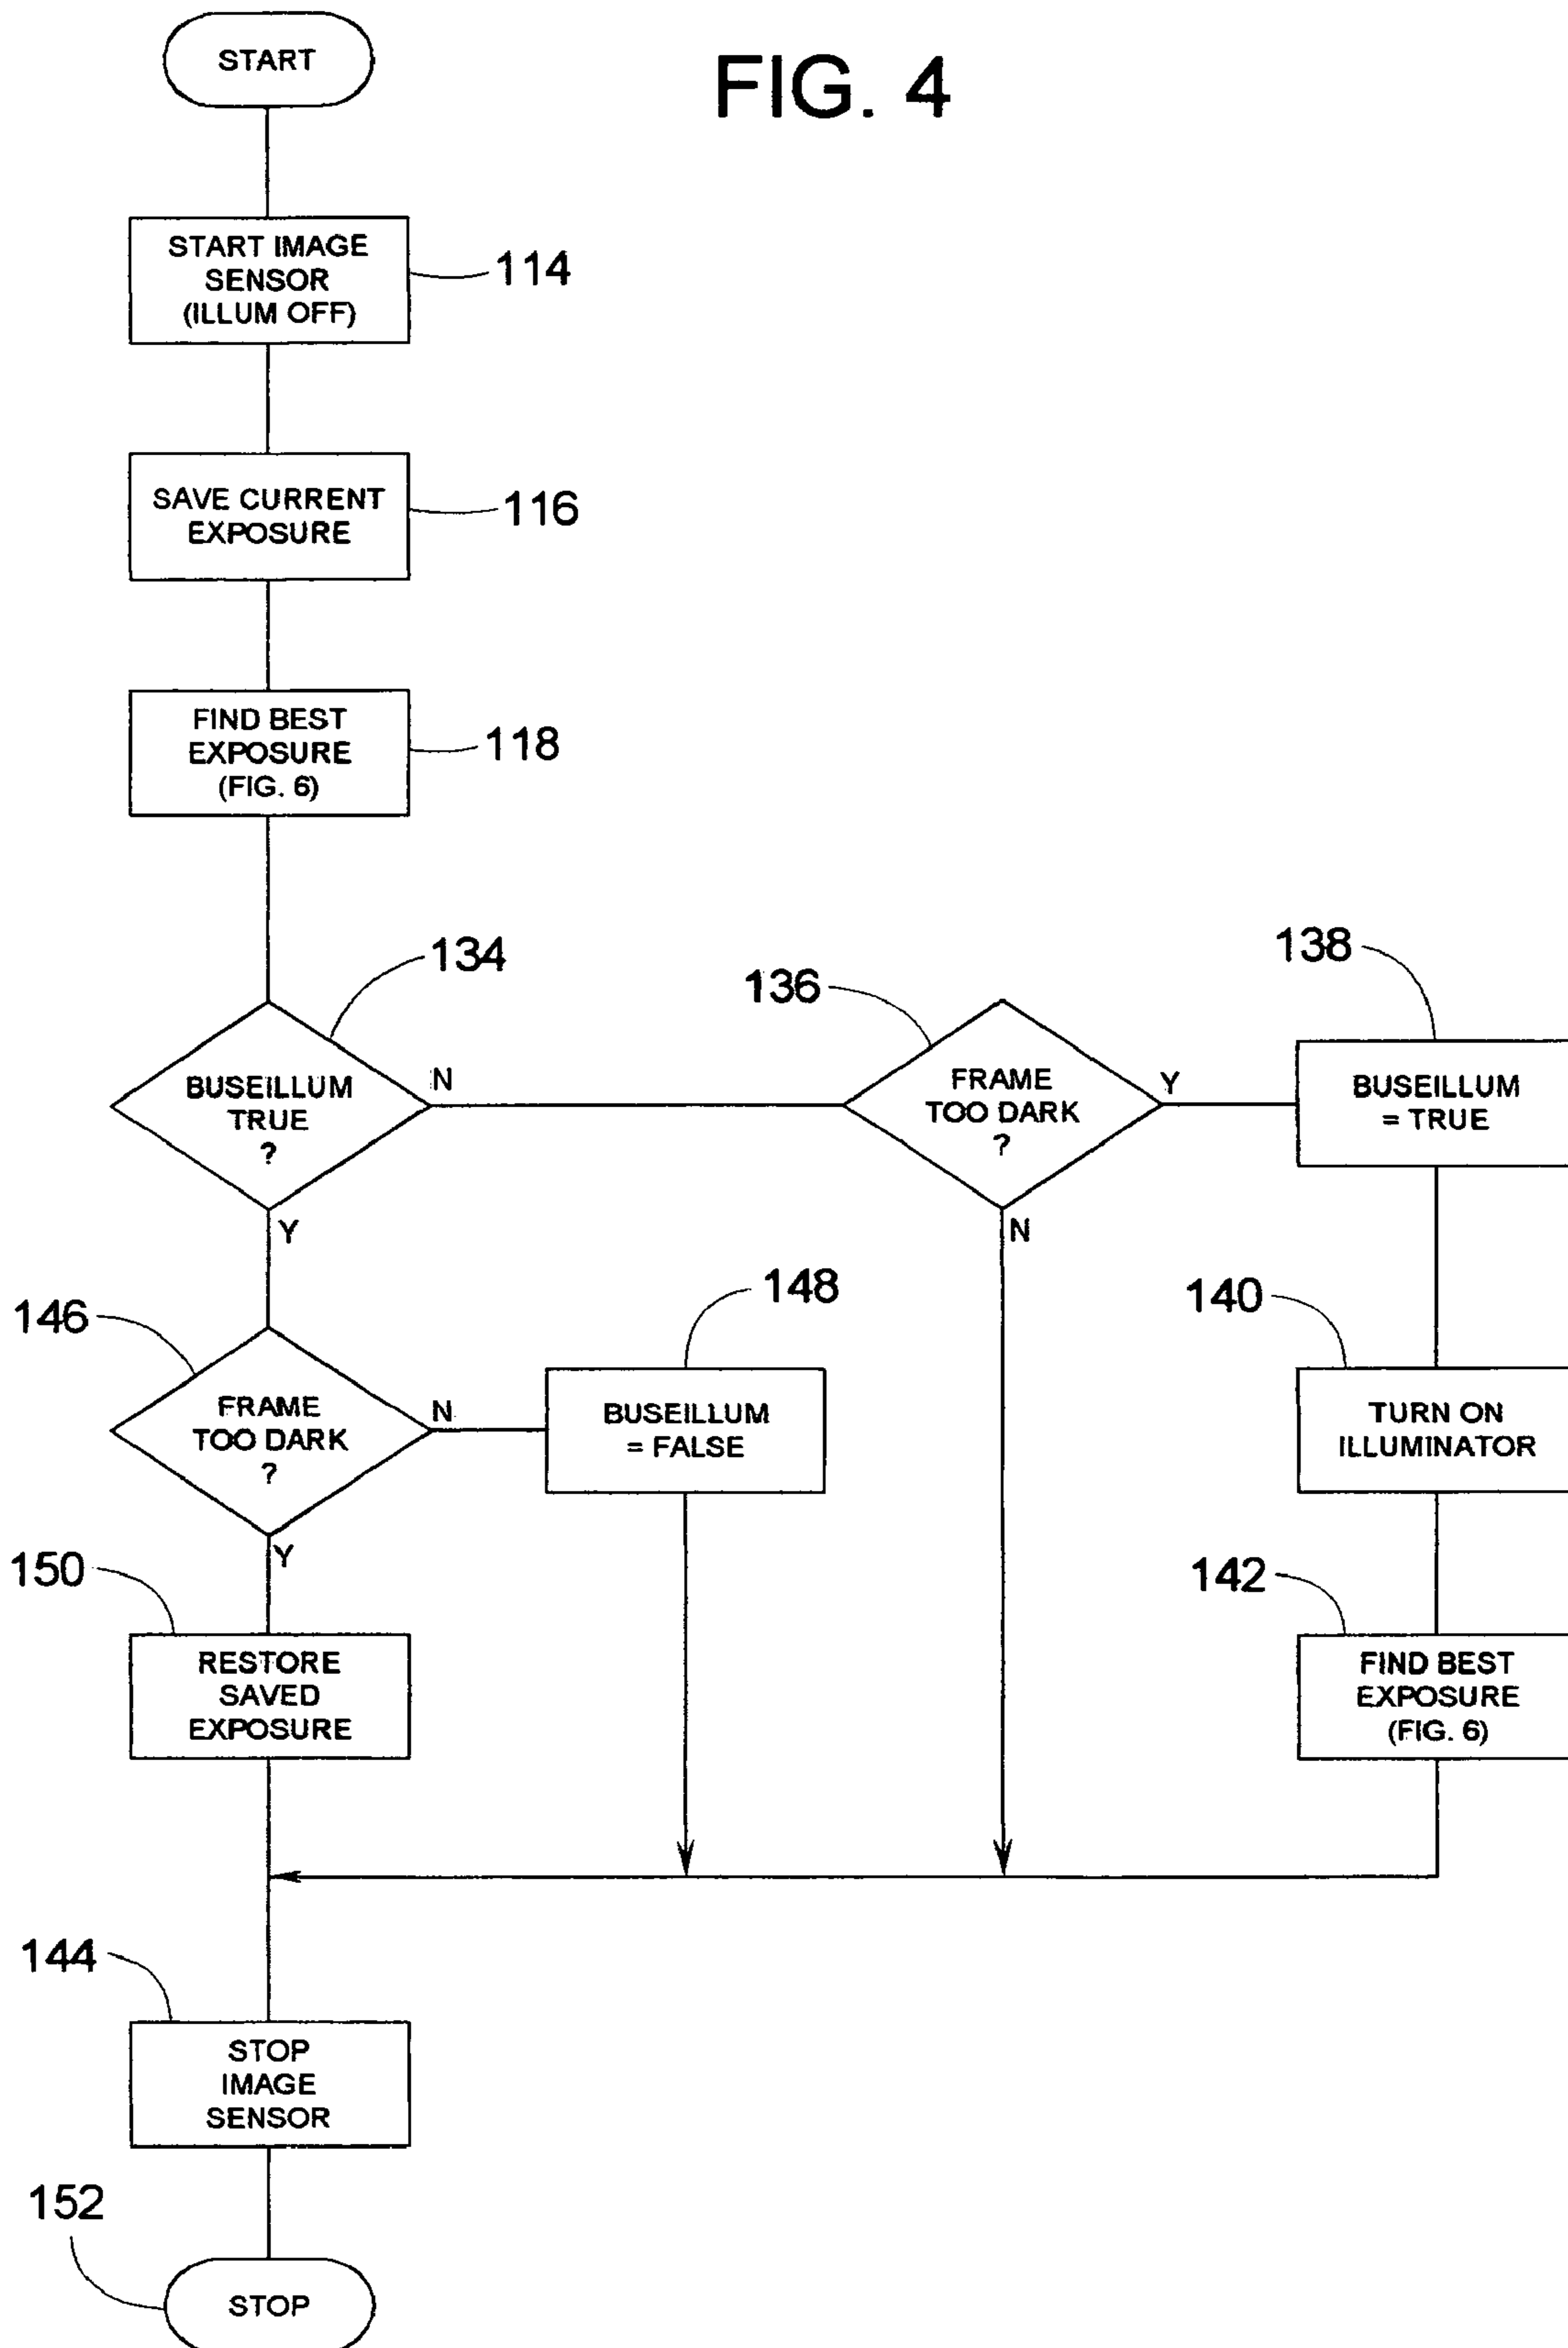 START
FIG. 4
START IMAGE
SENSOR
(ILLUM OFF)
114
SAVE CURRENT
EXPOSURE
116
FIND BEST
EXPOSURE
(FIG. 6)
118
134
136
138
BUSEILLUM
TRUE
?
N
FRAME
TOO DARK
?
Y
BUSEILLUM
= TRUE
Y
N
146
148
140
FRAME
TOO DARK
?
N
BUSEILLUM
= FALSE
TURN ON
ILLUMINATOR
Y
150
142
RESTORE
SAVED
EXPOSURE
FIND BEST
EXPOSURE
(FIG. 6)
144
STOP
IMAGE
SENSOR
152
STOP